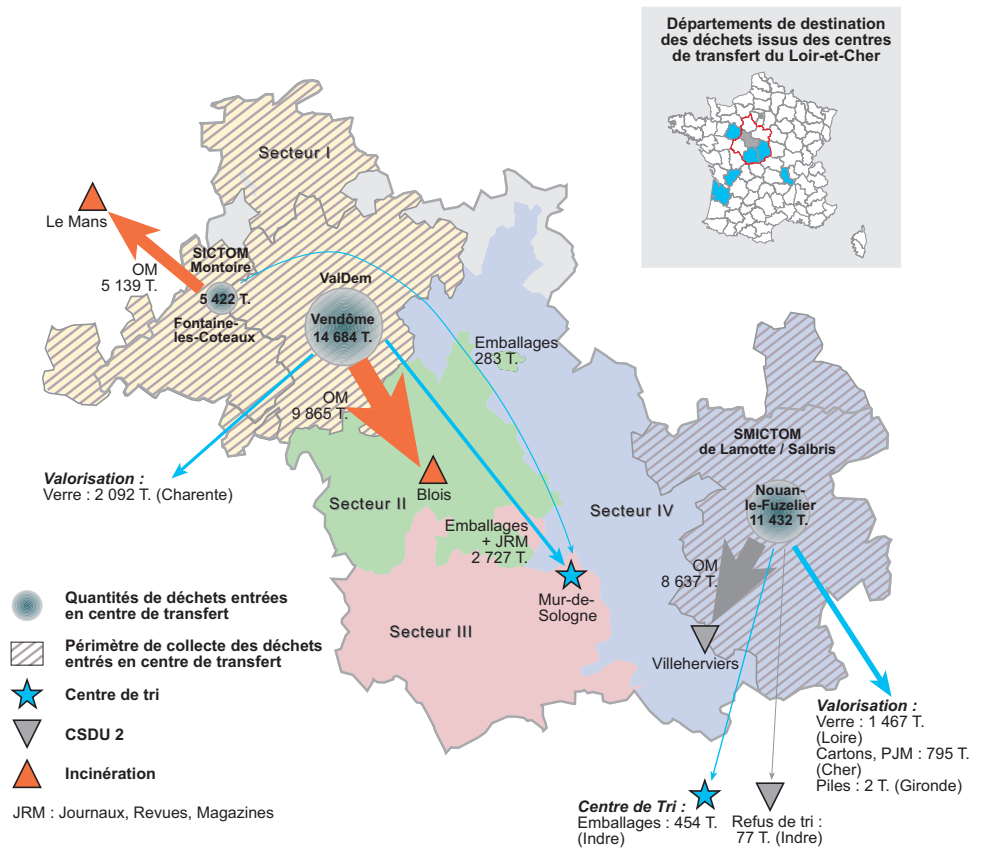 Départements de destination
des déchets issus des centres
de transfert du Loir-et-Cher
Secteur I
Le Mans
OM
5 139 T.
SICTOM
Montoire
5 422 T.
Fontaine-
les-Coteaux
ValDem
Vendôme
14 684 T.
Emballages
283 T.
OM
9 865 T.
SMICTOM
de Lamotte / Salbris
Valorisation :
Verre : 2 092 T. (Charente)
Blois
Secteur II
Secteur IV
Nouan-
le-Fuzelier
11 432 T.
Emballages
+ JRM
2 727 T.
OM
8 637 T.
Mur-de-
Sologne
Secteur III
Villeherviers
Quantités de déchets entrées
en centre de transfert
Périmètre de collecte des déchets
entrés en centre de transfert
Centre de tri
CSDU 2
Incinération
JRM : Journaux, Revues, Magazines
Valorisation :
Verre : 1 467 T.
(Loire)
Cartons, PJM : 795 T.
(Cher)
Piles : 2 T. (Gironde)
Centre de Tri :
Emballages : 454 T.
(Indre)
Refus de tri :
77 T. (Indre)